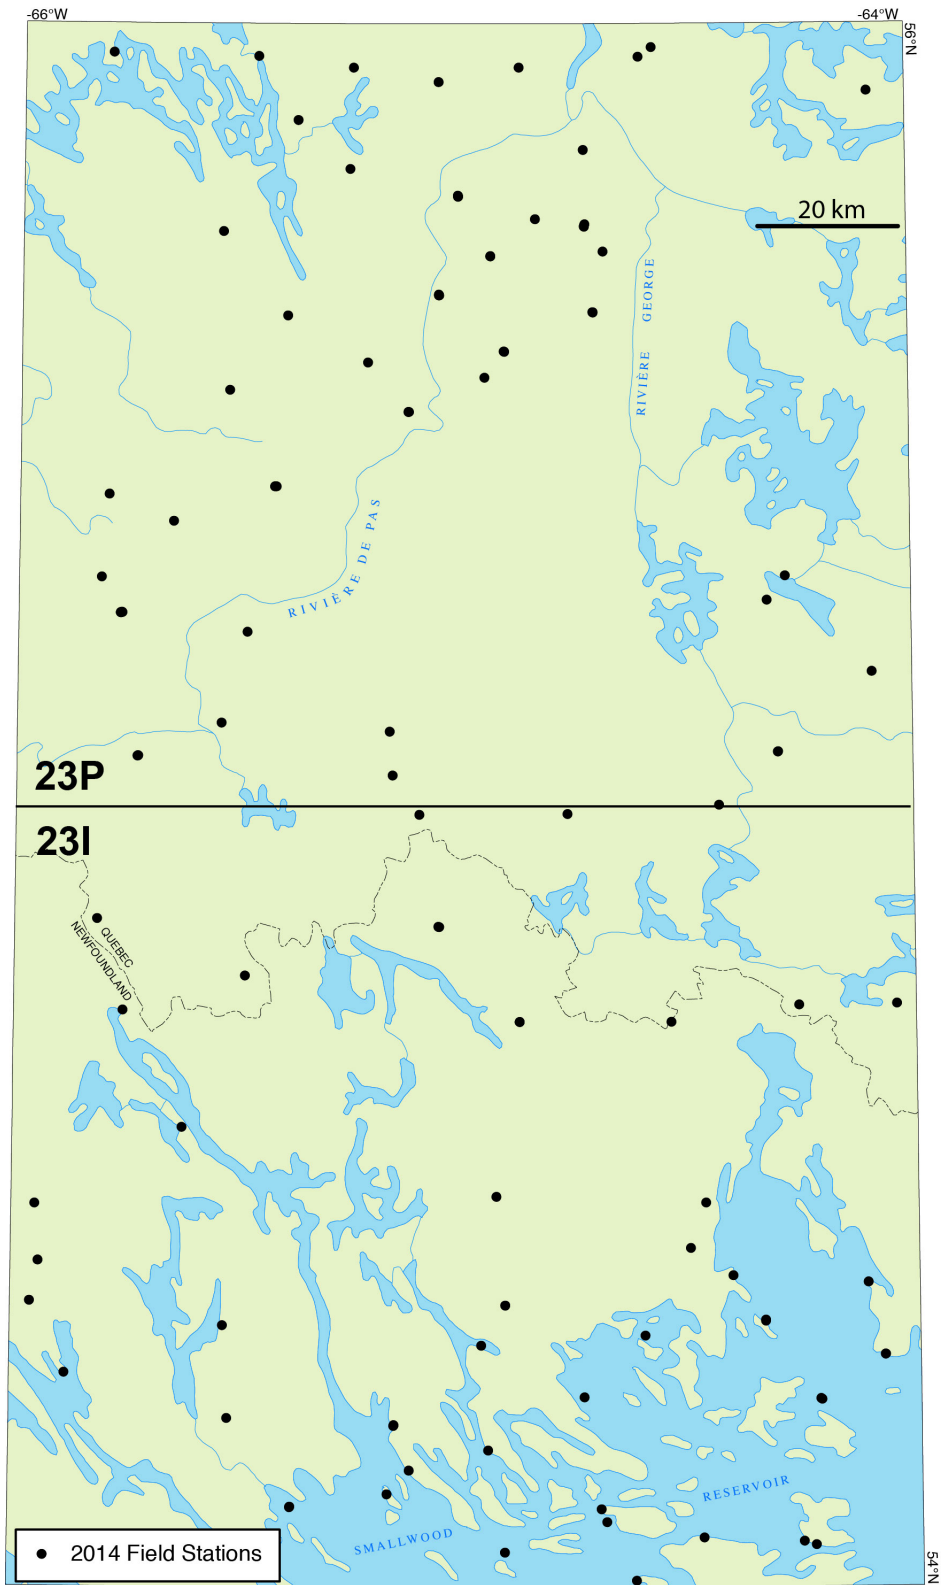 -66°W
-64°W
56°N
20 km
RIVIÈRE GEORGE
RIVIÈRE DE PAS
23P
23I
QUEBEC
NEWFOUNDLAND
RESERVOIR
SMALLWOOD
2014 Field Stations
54°N